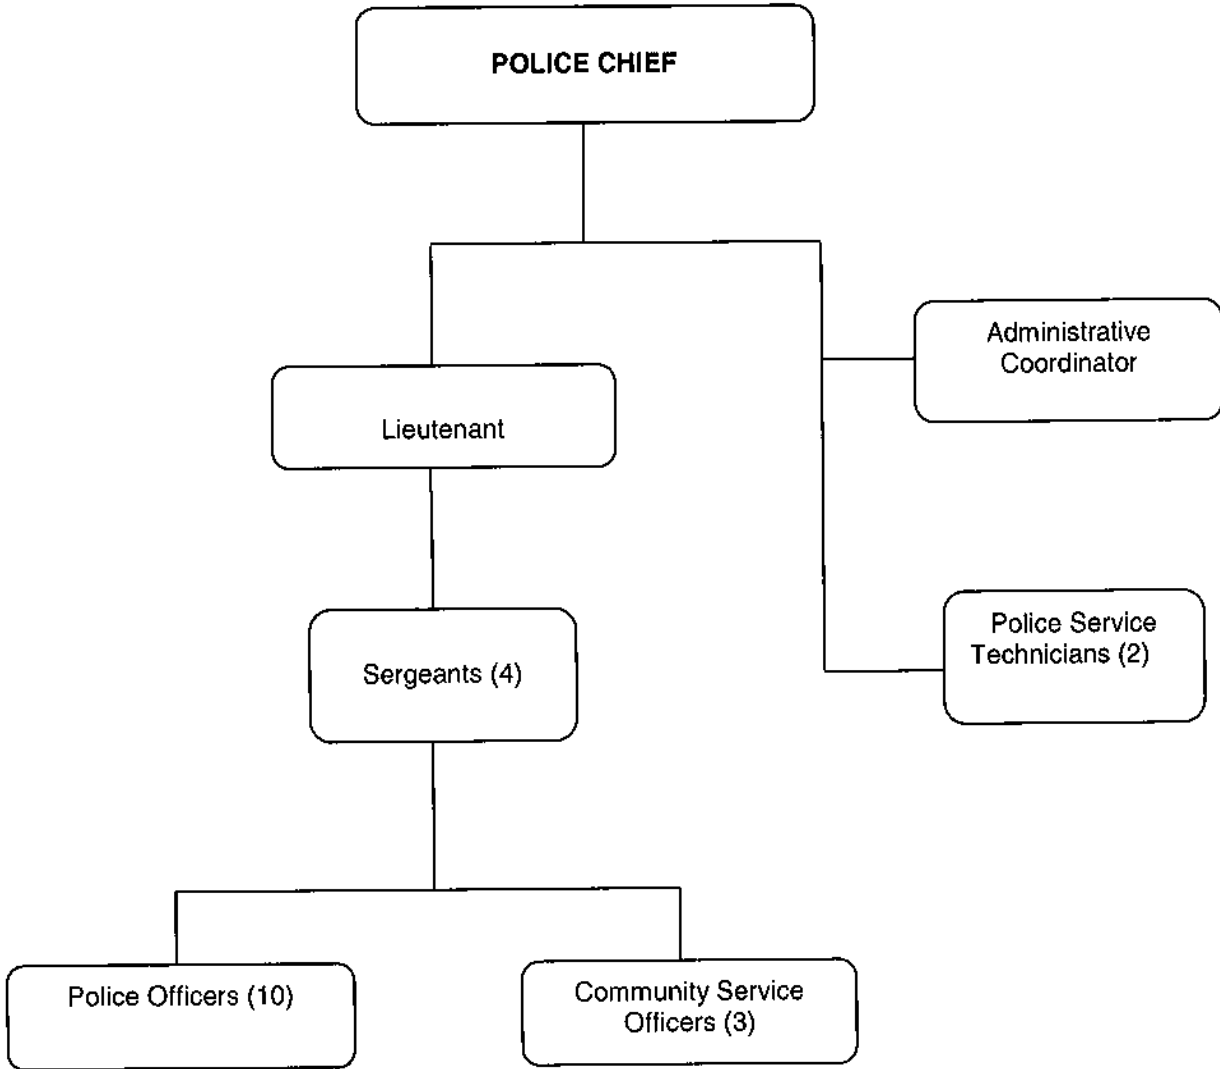 POLICE CHIEF
Administrative
Coordinator
Lieutenant
Police Service
Technicians (2)
Sergeants (4)
Police Officers (10)
Community Service
Officers (3)